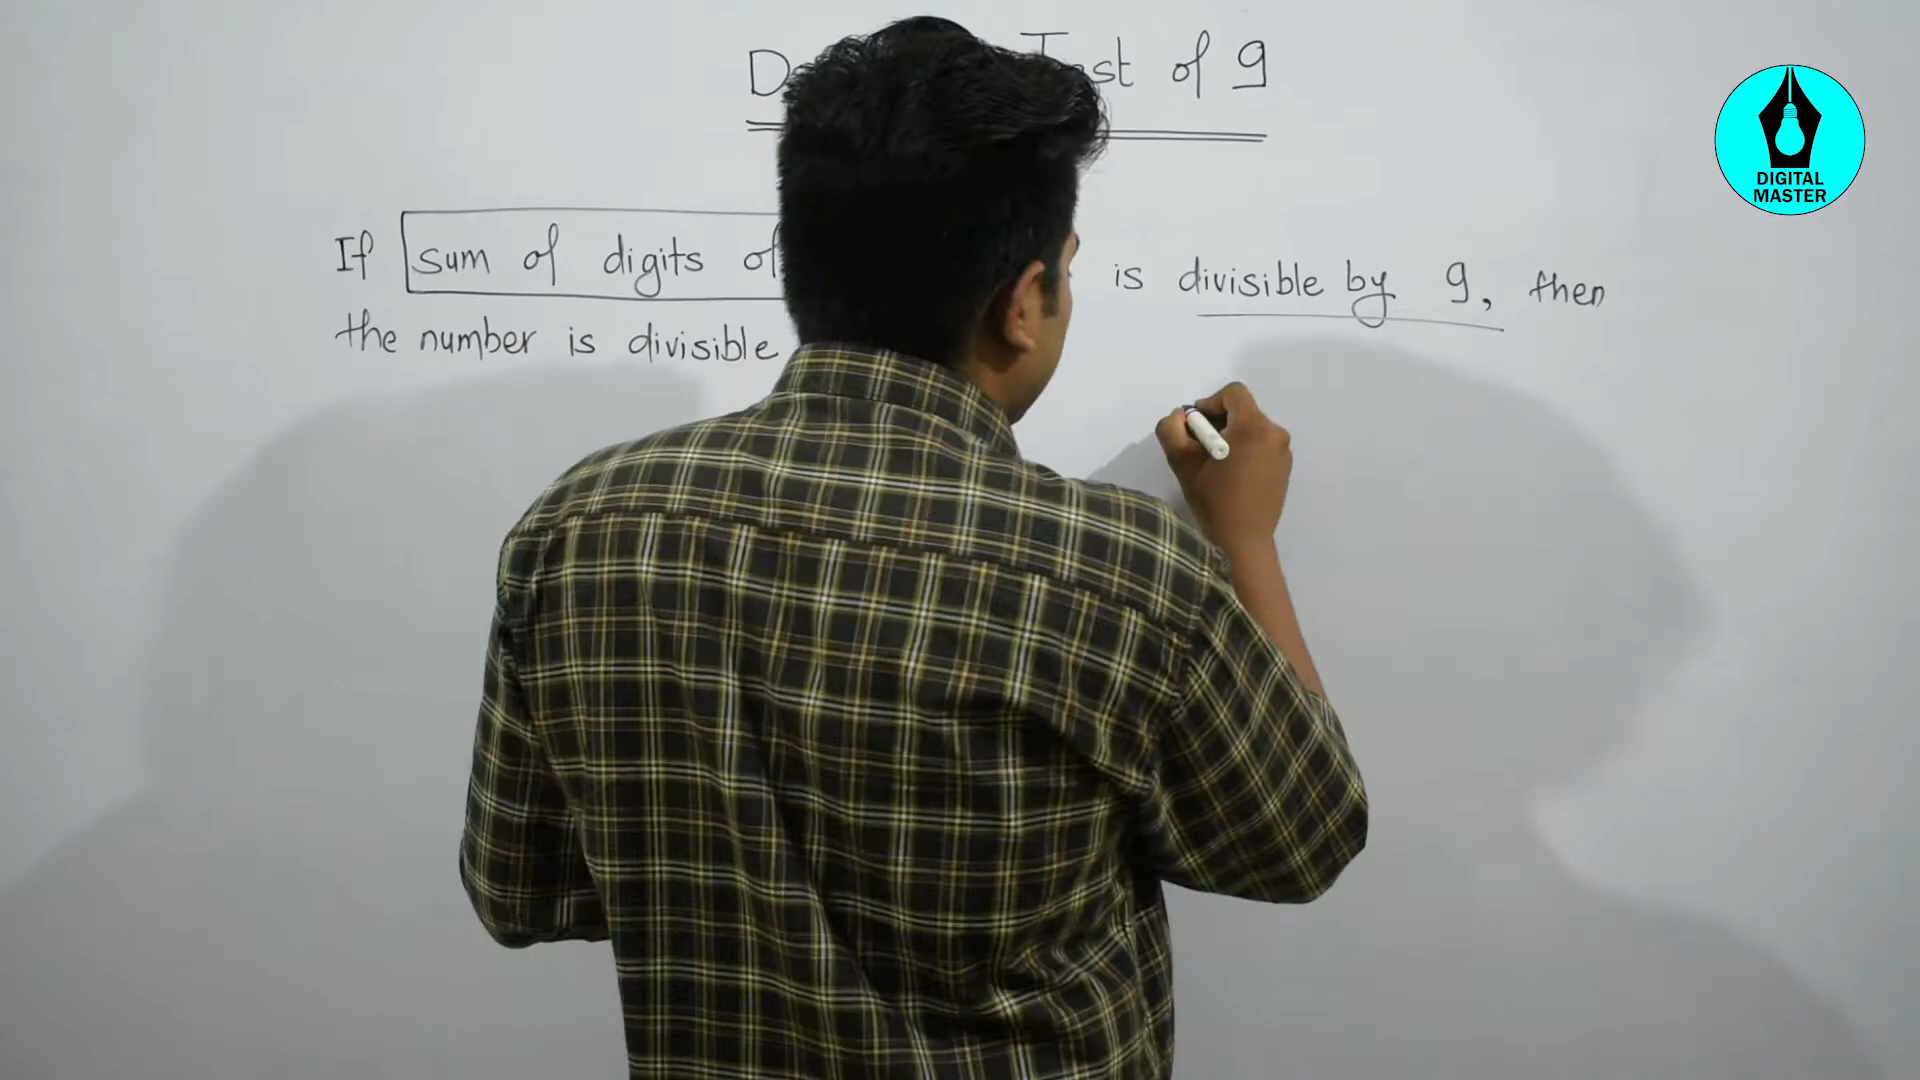 Test of 9
If sum of digits of is divisible by 9, then
the number is divisible
DIGITAL
MASTER